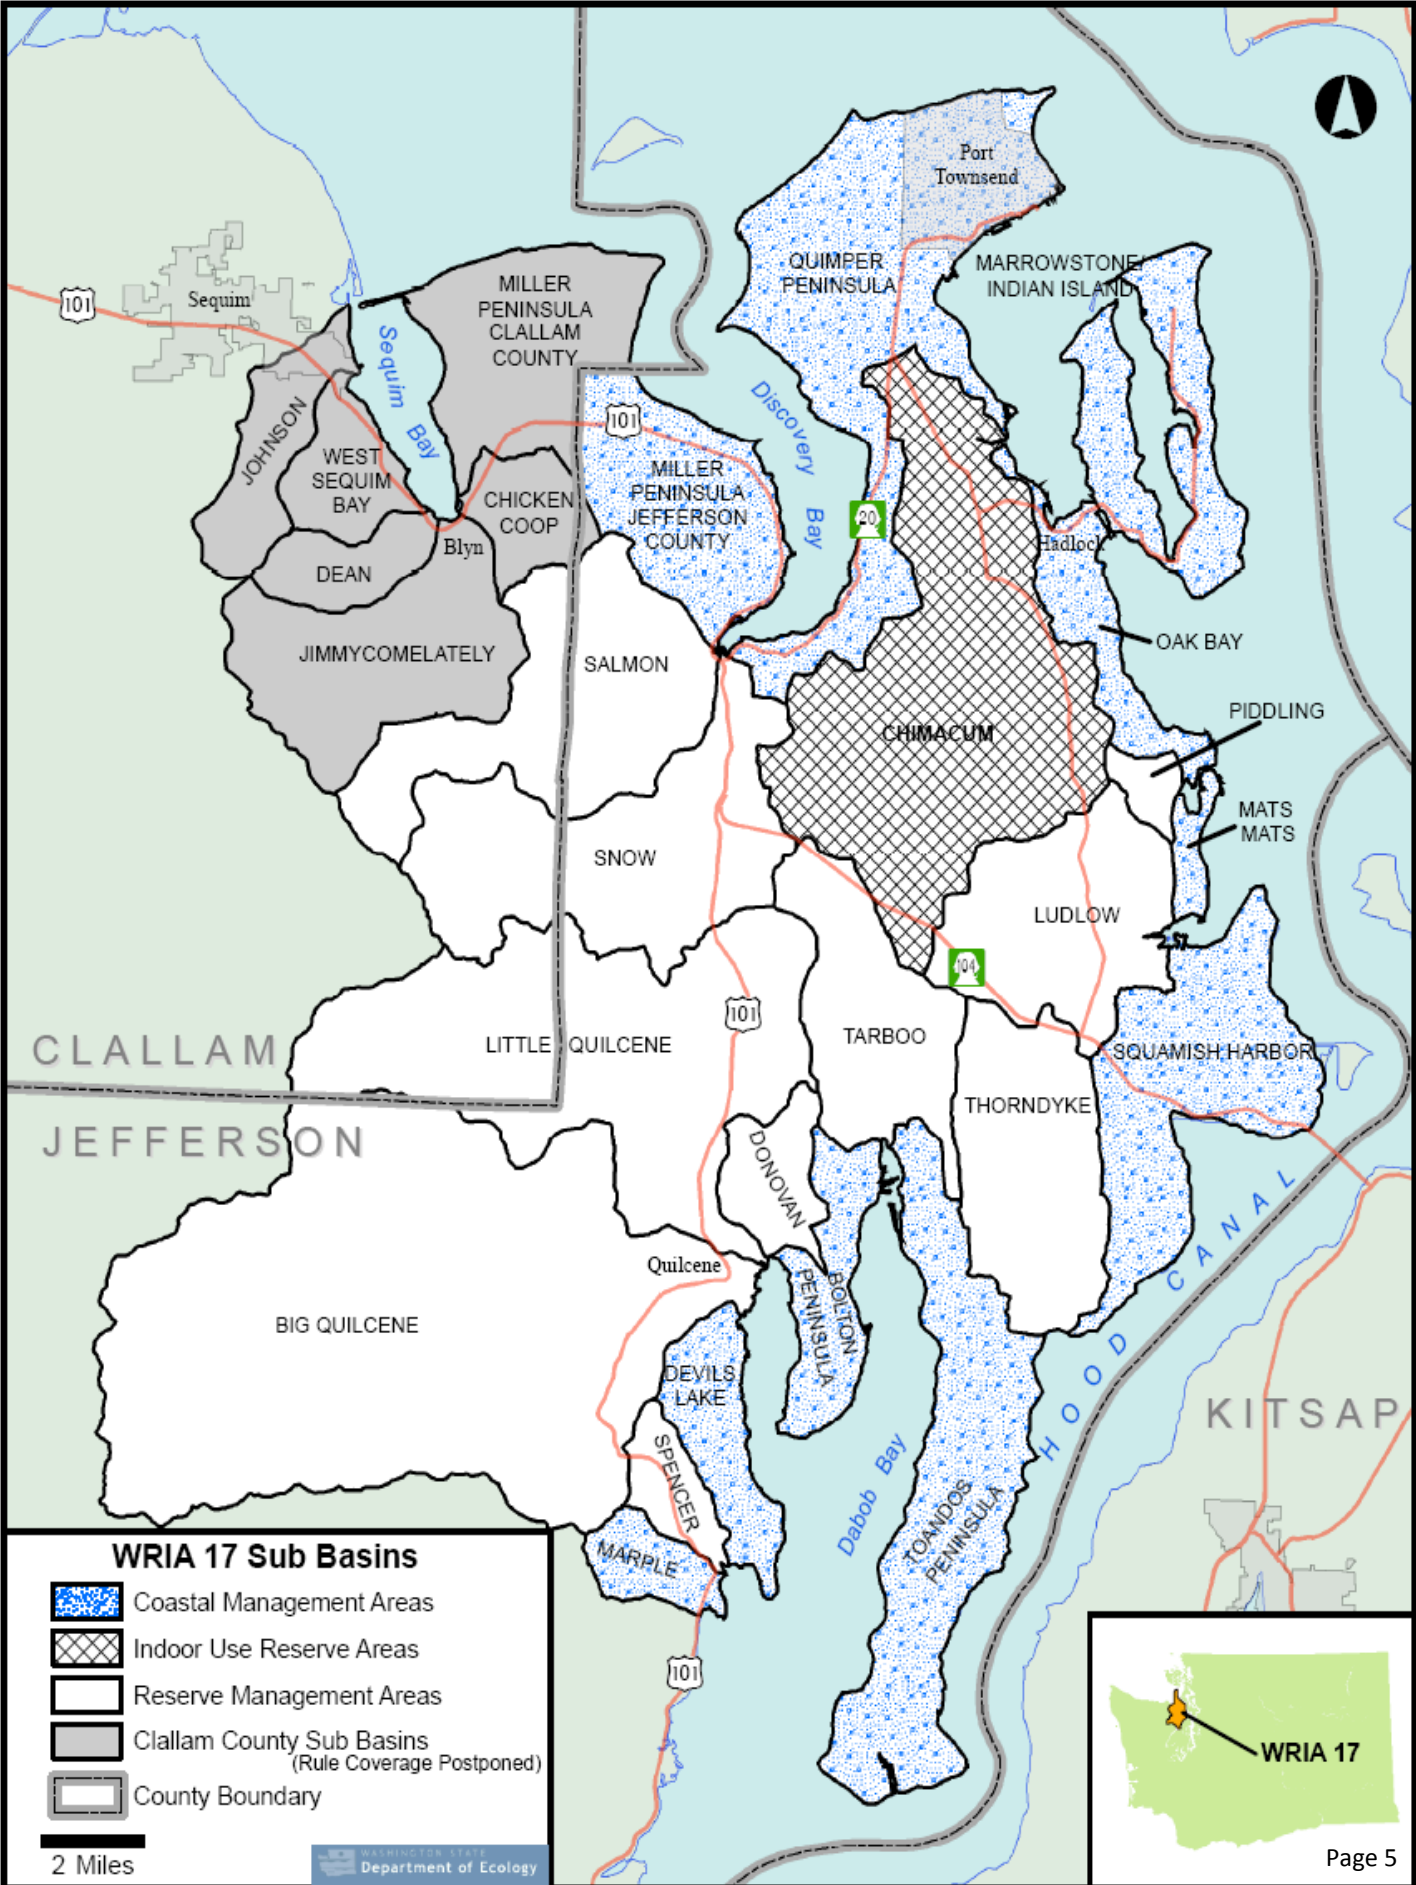 Port
Townsend
QUIMPER
PENINSULA
MARROWSTONE/
INDIAN ISLAND
MILLER
PENINSULA
CLALLAM
COUNTY
101
Sequim
Sequim Bay
Discovery Bay
101
JOHNSON
WEST
SEQUIM
BAY
CHICKEN
COOP
MILLER
PENINSULA
JEFFERSON
COUNTY
20
Hadlock
Blyn
DEAN
JIMMYCOMELATELY
SALMON
OAK BAY
PIDDLING
CHIMACUM
MATS
MATS
SNOW
LUDLOW
104
101
CLALLAM
LITTLE QUILCENE
TARBOO
SQUAMISH HARBOR
JEFFERSON
THORNDYKE
DONOVAN
Quilcene
BOLTON
PENINSULA
BIG QUILCENE
DEVILS
LAKE
HOOD CANAL
KITSAP
SPENCER
Dabob Bay
TOANDOS
PENINSULA
MARPLE
101
WRIA 17 Sub Basins
Coastal Management Areas
Indoor Use Reserve Areas
Reserve Management Areas
Clallam County Sub Basins
(Rule Coverage Postponed)
County Boundary
2 Miles
WASHINGTON STATE
Department of Ecology
WRIA 17
Page 5